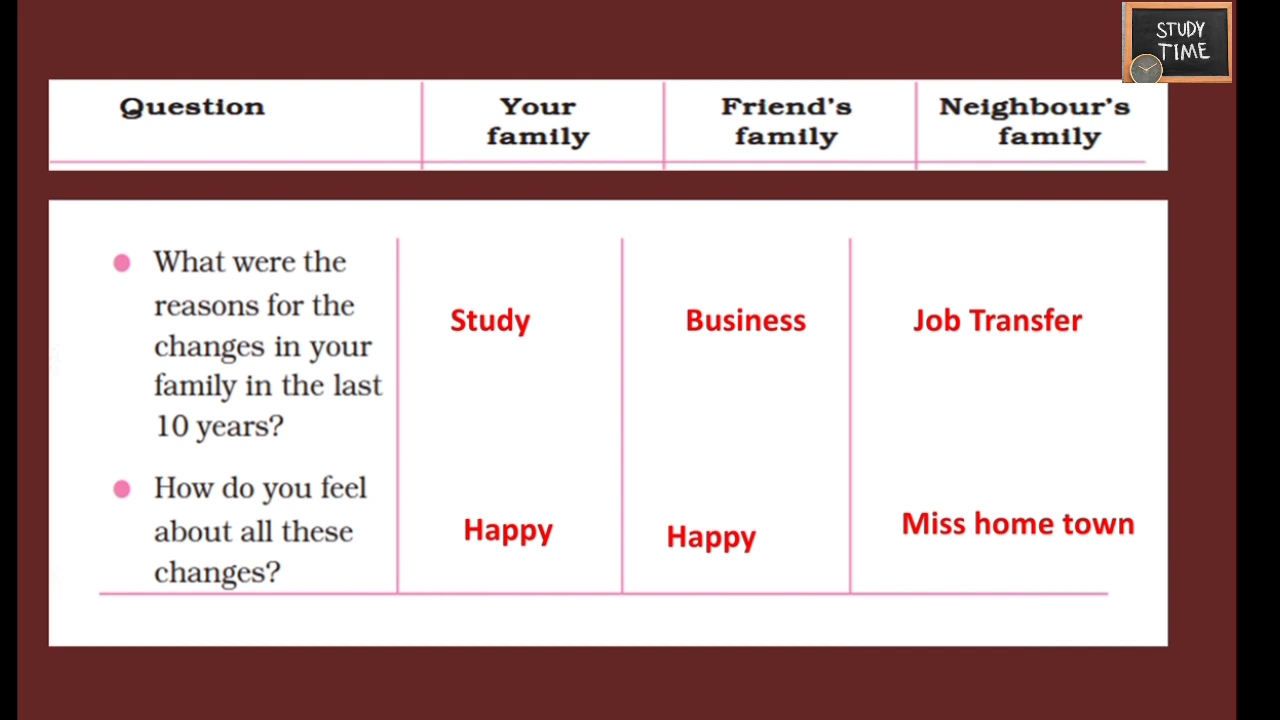 STUDY
TIME
Question Your Friend's Neighbour's
family family family
What were the
reasons for the
Study Business Job Transfer
changes in your
family in the last
10 years?
How do you feel
about all these
Happy Happy Miss home town
changes?